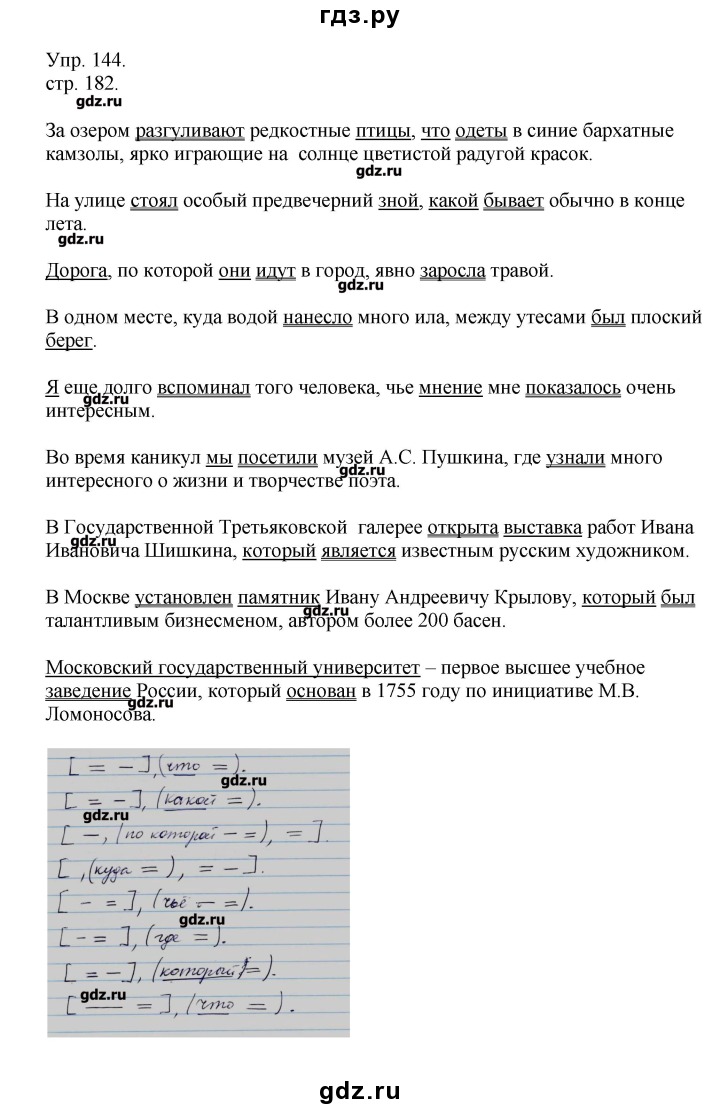 гдз.ру
Упр. 144.
стр. 182.
gdz.ru
За озером разгуливают редкостные птицы, что одеты в синие бархатные
камзолы, ярко играющие на солнце цветистой радугой красок.
gdz.ru
На улице стоял особый предвечерний зной, какой бывает обычно в конце
лета.
gdz.ru
Дорога, по которой они идут в город, явно заросла травой.
gdz.ru
В одном месте, куда водой нанесло много ила, между утесами был плоский
берег.
Я еще долго вспоминал того человека, чье мнение мне показалось очень
gdz.ru
интересным.
Во время каникул мы посетили музей А.С. Пушкина, где узнали много
gdz.ru
интересного о жизни и творчестве поэта.
В Государственной Третьяковской галерее открыта выставка работ Ивана
gdz.ru
Ивановича Шишкина, который является известным русским художником.
В Москве установлен памятник Ивану Андреевичу Крылову, который был
gdz.ru
талантливым бизнесменом, автором более 200 басен.
Московский государственный университет – первое высшее учебное
заведение России, который основан в 1755 году по инициативе М.В.
gdz.ru
Ломоносова.
[ = – ], (что = ).
gdz.ru
[ = – ], (какой = ).
gdz.ru
[ –, (по которой – = ), = ].
[ , (куда = ), = – ].
[ – = ], (чьё – = ).
gdz.ru
[ – = ], (где = ).
[ = – ], (который = ).
gdz.ru
[ — = ], (что = ).
gdz.ru